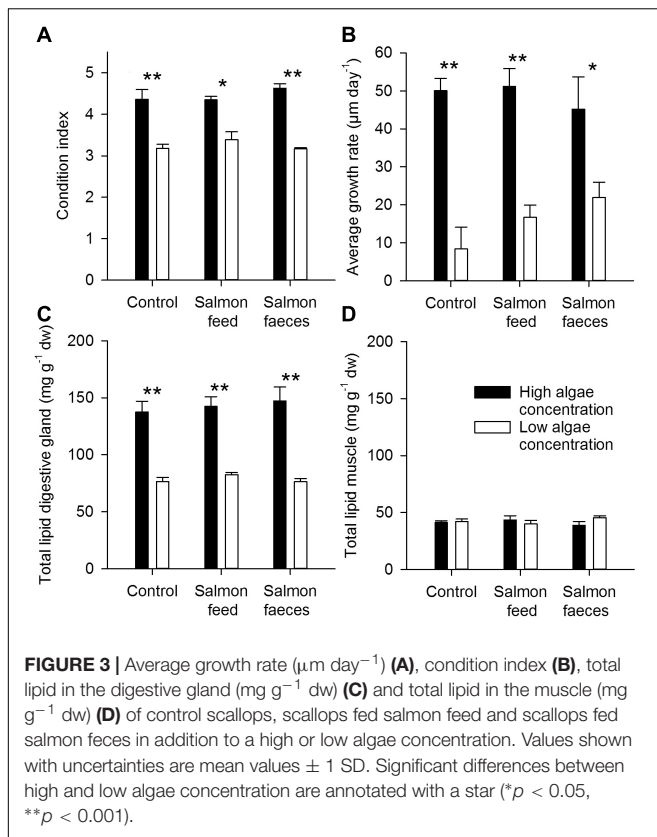 A
B
Condition index
5
4
3
2
1
0
** * **
Control Salmon feed Salmon faeces
Average growth rate (µm day⁻¹)
60
50
40
30
20
10
0
** ** *
Control Salmon feed Salmon faeces
C
D
Total lipid digestive gland (mg g⁻¹ dw)
200
150
100
50
0
** ** **
Control Salmon feed Salmon faeces
Total lipid muscle (mg g⁻¹ dw)
200
150
100
50
0
High algae
concentration
Low algae
concentration
Control Salmon feed Salmon faeces
FIGURE 3 | Average growth rate (µm day⁻¹) (A), condition index (B), total
lipid in the digestive gland (mg g⁻¹ dw) (C) and total lipid in the muscle (mg
g⁻¹ dw) (D) of control scallops, scallops fed salmon feed and scallops fed
salmon feces in addition to a high or low algae concentration. Values shown
with uncertainties are mean values ± 1 SD. Significant differences between
high and low algae concentration are annotated with a star (*p < 0.05,
**p < 0.001).